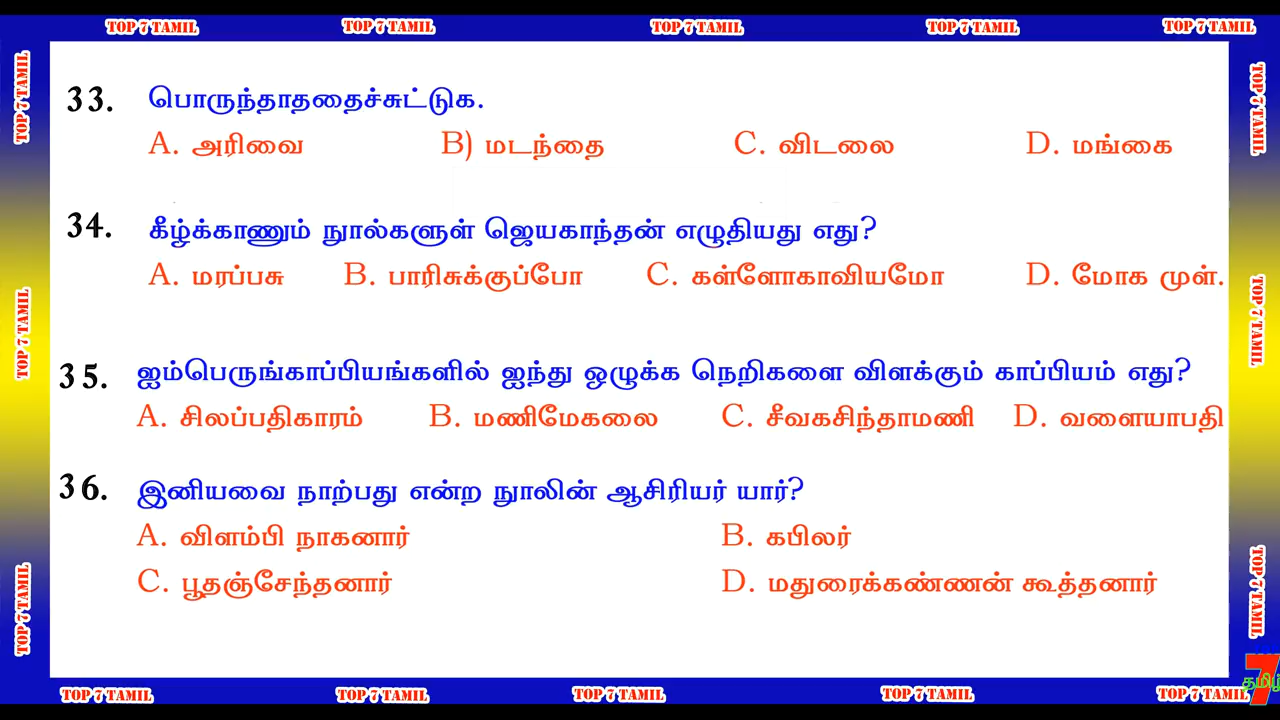 TOP 7 TAMIL TOP 7 TAMIL TOP 7 TAMIL TOP 7 TAMIL TOP 7 TAMIL
TOP 7 TAMIL
TOP 7 TAMIL
TOP 7 TAMIL
33. பொருந்தாததைச்சுட்டுக.
A. அரிவை B) மடந்தை C. விடலை D. மங்கை
34. கீழ்க்காணும் நூல்களுள் ஜெயகாந்தன் எழுதியது எது?
A. மரப்பசு B. பாரிசுக்குப்போ C. கள்ளோகாவியமோ D. மோக முள்.
35. ஐம்பெருங்காப்பியங்களில் ஐந்து ஒழுக்க நெறிகளை விளக்கும் காப்பியம் எது?
A. சிலப்பதிகாரம் B. மணிமேகலை C. சீவகசிந்தாமணி D. வளையாபதி
36. இனியவை நாற்பது என்ற நூலின் ஆசிரியர் யார்?
A. விளம்பி நாகனார் B. கபிலர்
C. பூதஞ்சேந்தனார் D. மதுரைக்கண்ணன் கூத்தனார்
TOP 7 TAMIL
TOP 7 TAMIL
TOP 7 TAMIL
7 தமிழ்
TOP 7 TAMIL TOP 7 TAMIL TOP 7 TAMIL TOP 7 TAMIL TOP 7 TAMIL